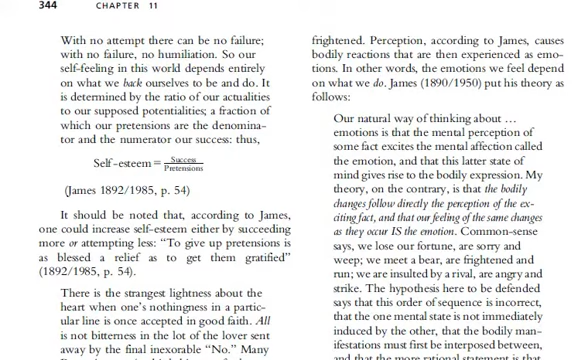 344 CHAPTER 11
With no attempt there can be no failure;
with no failure, no humiliation. So our
self-feeling in this world depends entirely
on what we back ourselves to be and do. It
is determined by the ratio of our actualities
to our supposed potentialities; a fraction of
which our pretensions are the denomina-
tor and the numerator our success: thus,
Self-esteem = Success
Pretensions
(James 1892/1985, p. 54)
It should be noted that, according to James,
one could increase self-esteem either by succeeding
more or attempting less: “To give up pretensions is
as blessed a relief as to get them gratified”
(1892/1985, p. 54).
There is the strangest lightness about the
heart when one’s nothingness in a partic-
ular line is once accepted in good faith. All
is not bitterness in the lot of the lover sent
away by the final inexorable “No.” Many
frightened. Perception, according to James, causes
bodily reactions that are then experienced as emo-
tions. In other words, the emotions we feel depend
on what we do. James (1890/1950) put his theory as
follows:
Our natural way of thinking about …
emotions is that the mental perception of
some fact excites the mental affection called
the emotion, and that this latter state of
mind gives rise to the bodily expression. My
theory, on the contrary, is that the bodily
changes follow directly the perception of the ex-
citing fact, and that our feeling of the same changes
as they occur IS the emotion. Common-sense
says, we lose our fortune, are sorry and
weep; we meet a bear, are frightened and
run; we are insulted by a rival, are angry and
strike. The hypothesis here to be defended
says that this order of sequence is incorrect,
that the one mental state is not immediately
induced by the other, that the bodily man-
ifestations must first be interposed between,
and that the more rational statement is that